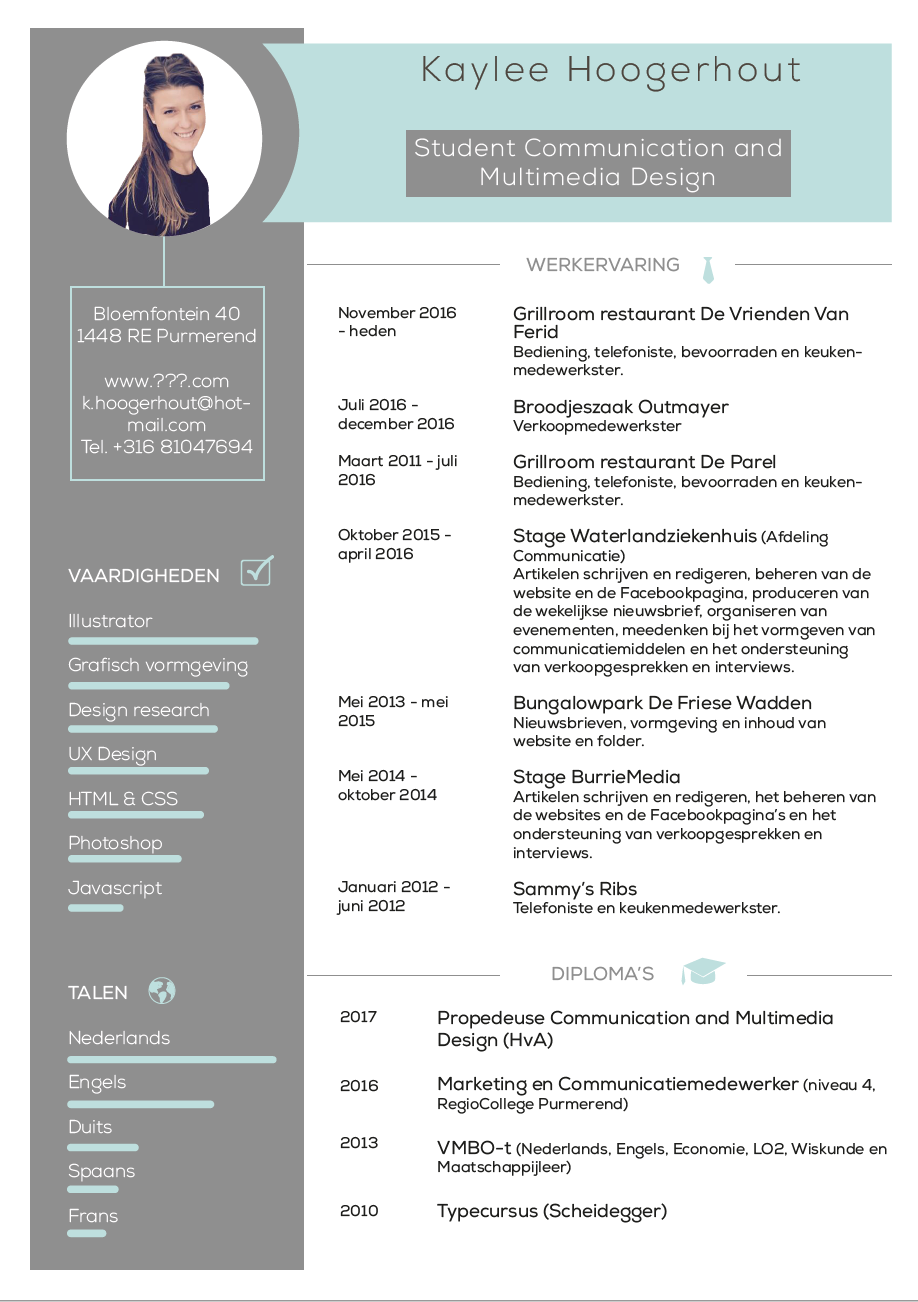 Kaylee Hoogerhout
Student Communication and
Multimedia Design
Bloemfontein 40
1448 RE Purmerend
www.???.com
k.hoogerhout@hot-
mail.com
Tel. +316 81047694
VAARDIGHEDEN
Illustrator
Grafisch vormgeving
Design research
UX Design
HTML & CSS
Photoshop
Javascript
TALEN
Nederlands
Engels
Duits
Spaans
Frans
WERKERVARING
November 2016
- heden
Grillroom restaurant De Vrienden Van
Ferid
Bediening, telefoniste, bevoorraden en keuken-
medewerkster.
Juli 2016 -
december 2016
Broodjeszaak Outmayer
Verkoopmedewerkster
Maart 2011 - juli
2016
Grillroom restaurant De Parel
Bediening, telefoniste, bevoorraden en keuken-
medewerkster.
Oktober 2015 -
april 2016
Stage Waterlandziekenhuis (Afdeling
Communicatie)
Artikelen schrijven en redigeren, beheren van de
website en de Facebookpagina, produceren van
de wekelijkse nieuwsbrief, organiseren van
evenementen, meedenken bij het vormgeven van
communicatiemiddelen en het ondersteuning
van verkoopgesprekken en interviews.
Mei 2013 - mei
2015
Bungalowpark De Friese Wadden
Nieuwsbrieven, vormgeving en inhoud van
website en folder.
Mei 2014 -
oktober 2014
Stage BurrieMedia
Artikelen schrijven en redigeren, het beheren van
de websites en de Facebookpagina's en het
ondersteuning van verkoopgesprekken en
interviews.
Januari 2012 -
juni 2012
Sammy's Ribs
Telefoniste en keukenmedewerkster.
DIPLOMA'S
2017
Propedeuse Communication and Multimedia
Design (HvA)
2016
Marketing en Communicatiemedewerker (niveau 4,
RegioCollege Purmerend)
2013
VMBO-t (Nederlands, Engels, Economie, LO2, Wiskunde en
Maatschappijleer)
2010
Typecursus (Scheidegger)